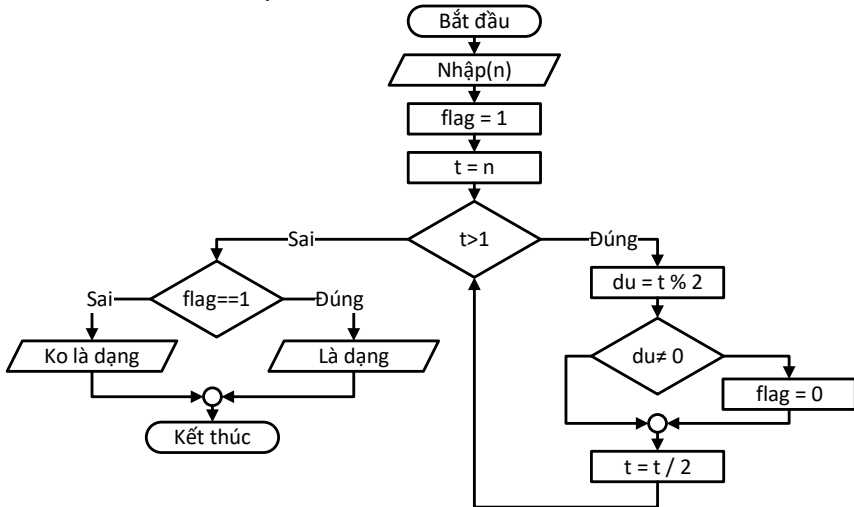 Bắt đầu
Nhập(n)
flag = 1
t = n
t>1
Sai
Đúng
flag==1
Sai
Đúng
Ko là dạng
Là dạng
Kết thúc
du = t % 2
du≠ 0
flag = 0
t = t / 2